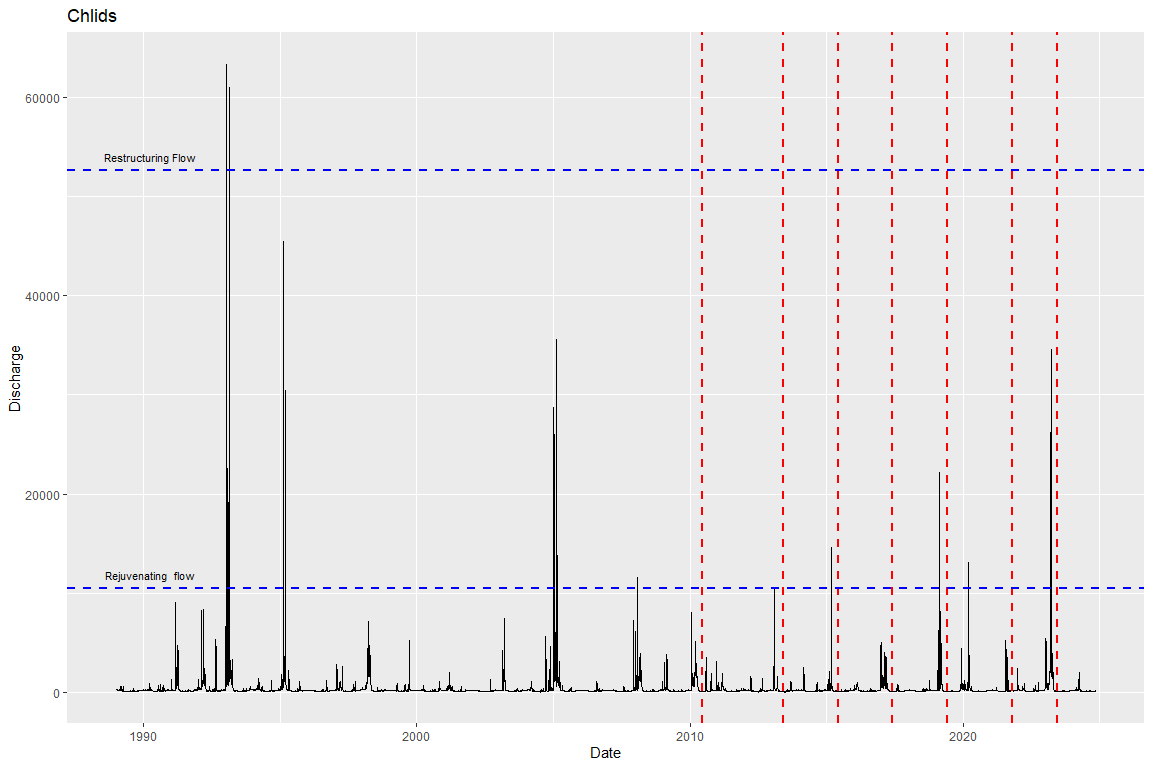 Chlids
60000
Restructuring Flow
40000
Discharge
20000
Rejuvenating  flow
0
1990
2000
2010
2020
Date